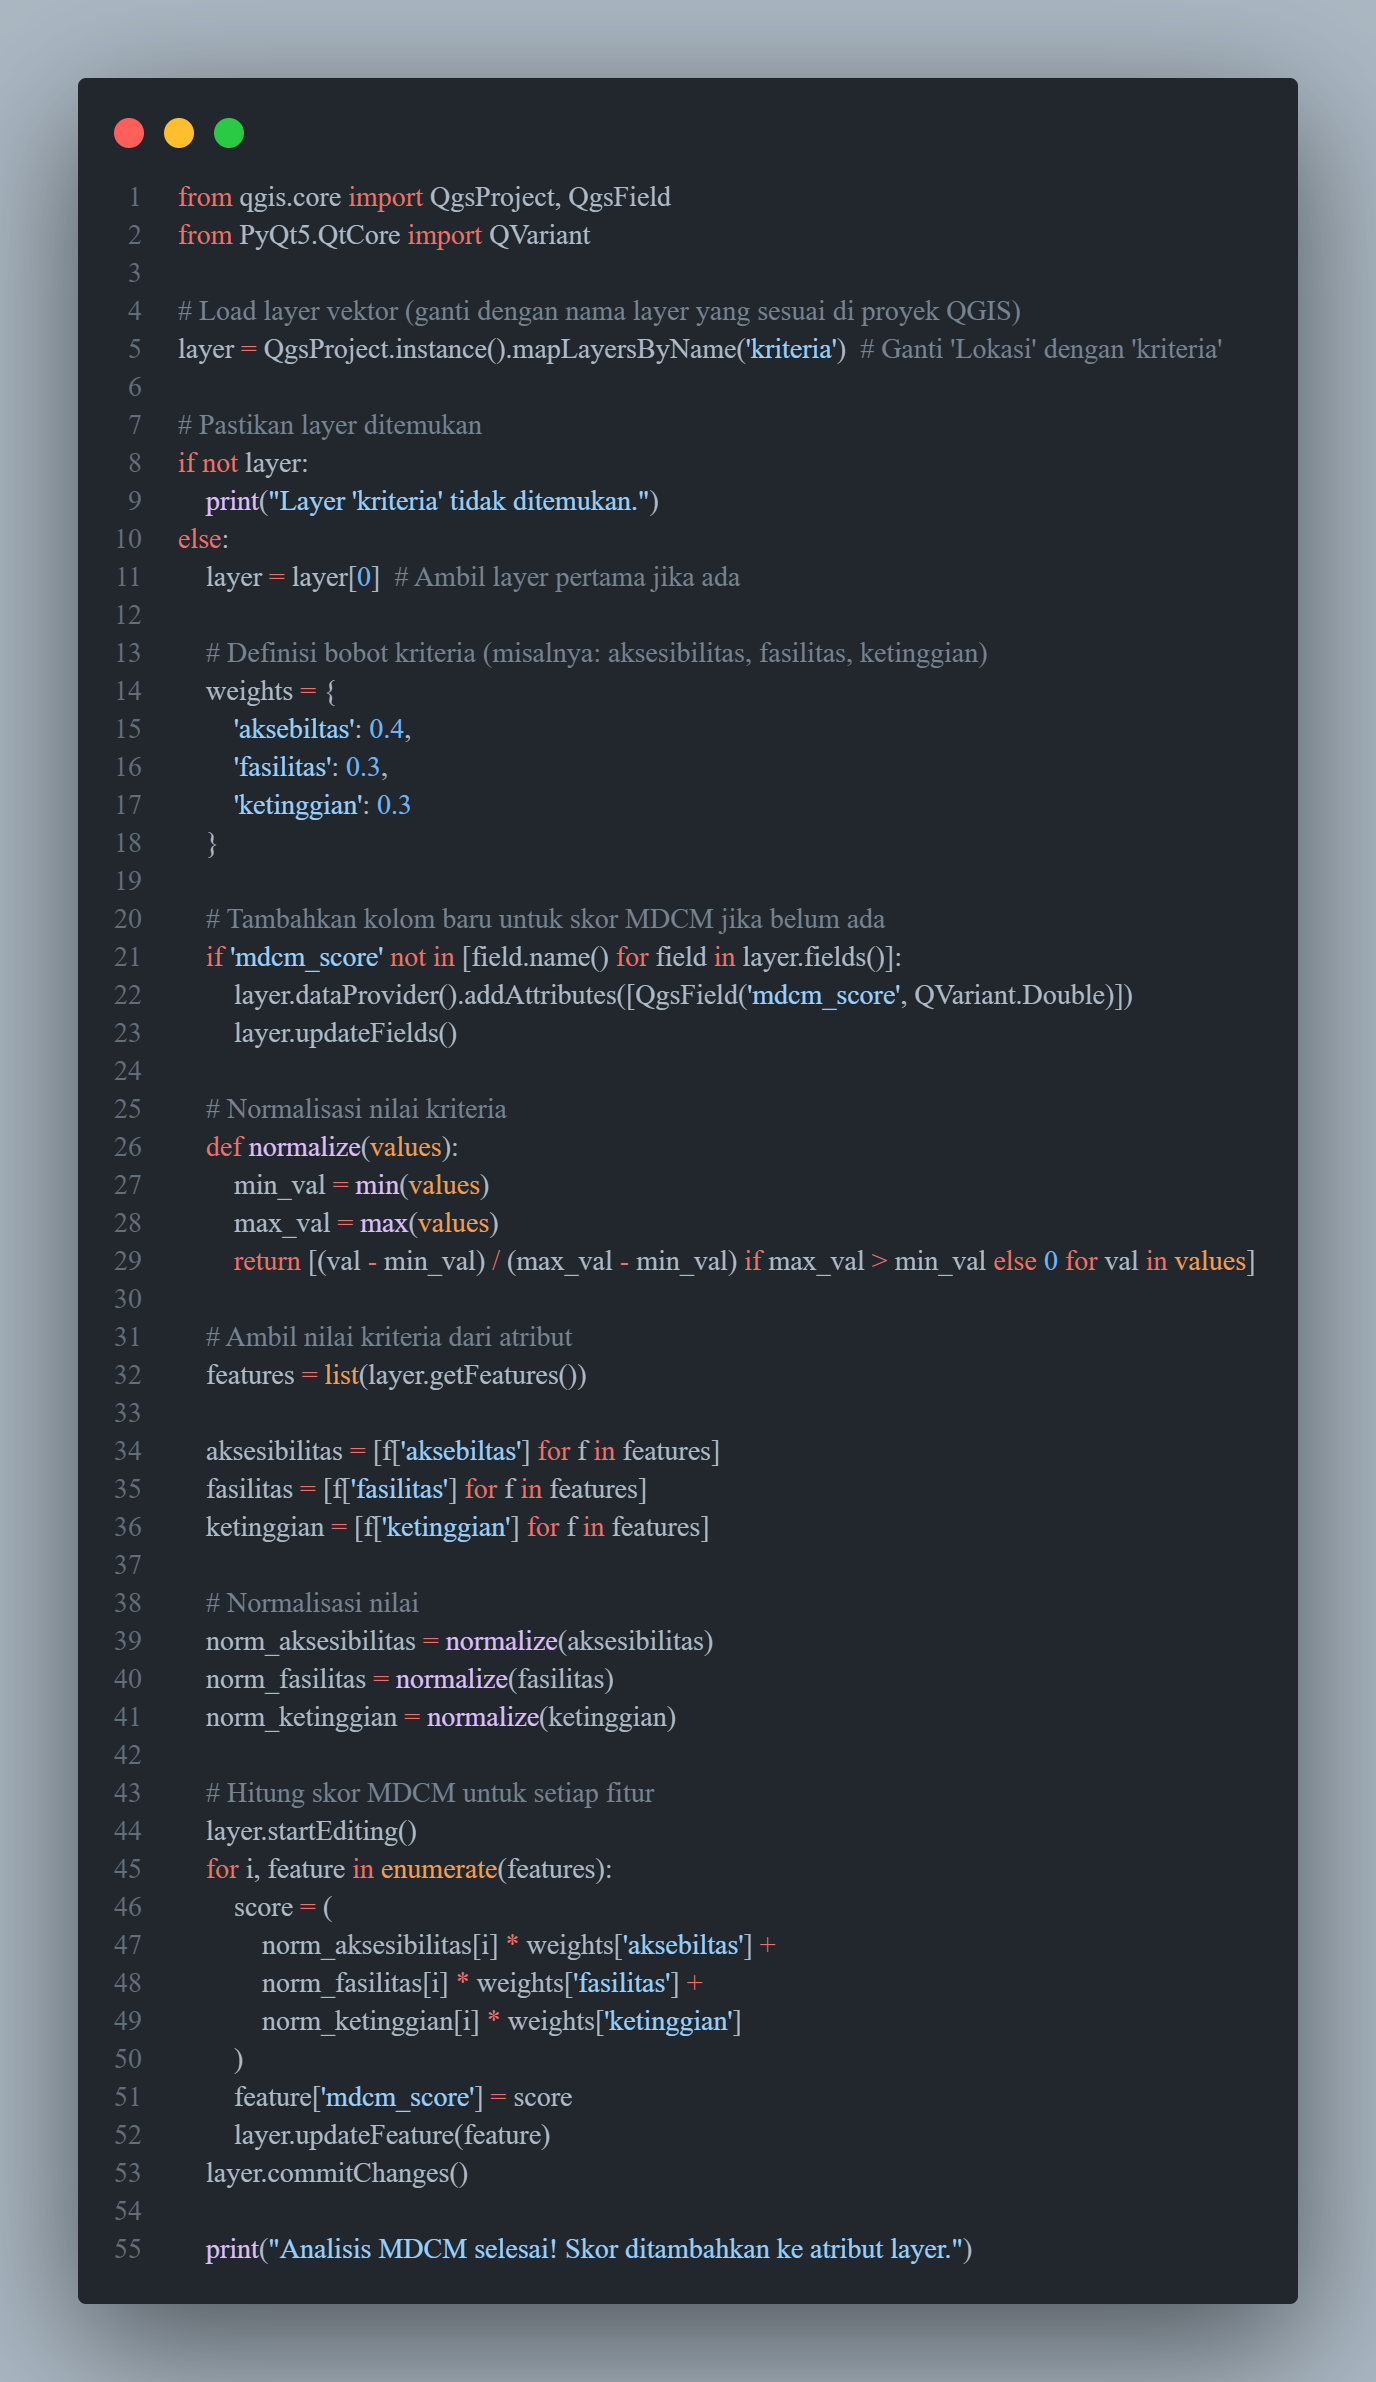 1 from qgis.core import QgsProject, QgsField
2 from PyQt5.QtCore import QVariant
3
4 # Load layer vektor (ganti dengan nama layer yang sesuai di proyek QGIS)
5 layer = QgsProject.instance().mapLayersByName('kriteria')  # Ganti 'Lokasi' dengan 'kriteria'
6
7 # Pastikan layer ditemukan
8 if not layer:
9     print("Layer 'kriteria' tidak ditemukan.")
10 else:
11     layer = layer[0]  # Ambil layer pertama jika ada
12
13     # Definisi bobot kriteria (misalnya: aksesibilitas, fasilitas, ketinggian)
14     weights = {
15         'aksebiltas': 0.4,
16         'fasilitas': 0.3,
17         'ketinggian': 0.3
18     }
19
20     # Tambahkan kolom baru untuk skor MDCM jika belum ada
21     if 'mdcm_score' not in [field.name() for field in layer.fields()]:
22         layer.dataProvider().addAttributes([QgsField('mdcm_score', QVariant.Double)])
23         layer.updateFields()
24
25     # Normalisasi nilai kriteria
26     def normalize(values):
27         min_val = min(values)
28         max_val = max(values)
29         return [(val - min_val) / (max_val - min_val) if max_val > min_val else 0 for val in values]
30
31     # Ambil nilai kriteria dari atribut
32     features = list(layer.getFeatures())
33
34     aksesibilitas = [f['aksebiltas'] for f in features]
35     fasilitas = [f['fasilitas'] for f in features]
36     ketinggian = [f['ketinggian'] for f in features]
37
38     # Normalisasi nilai
39     norm_aksesibilitas = normalize(aksesibilitas)
40     norm_fasilitas = normalize(fasilitas)
41     norm_ketinggian = normalize(ketinggian)
42
43     # Hitung skor MDCM untuk setiap fitur
44     layer.startEditing()
45     for i, feature in enumerate(features):
46         score = (
47             norm_aksesibilitas[i] * weights['aksebiltas'] +
48             norm_fasilitas[i] * weights['fasilitas'] +
49             norm_ketinggian[i] * weights['ketinggian']
50         )
51         feature['mdcm_score'] = score
52         layer.updateFeature(feature)
53     layer.commitChanges()
54
55     print("Analisis MDCM selesai! Skor ditambahkan ke atribut layer.")